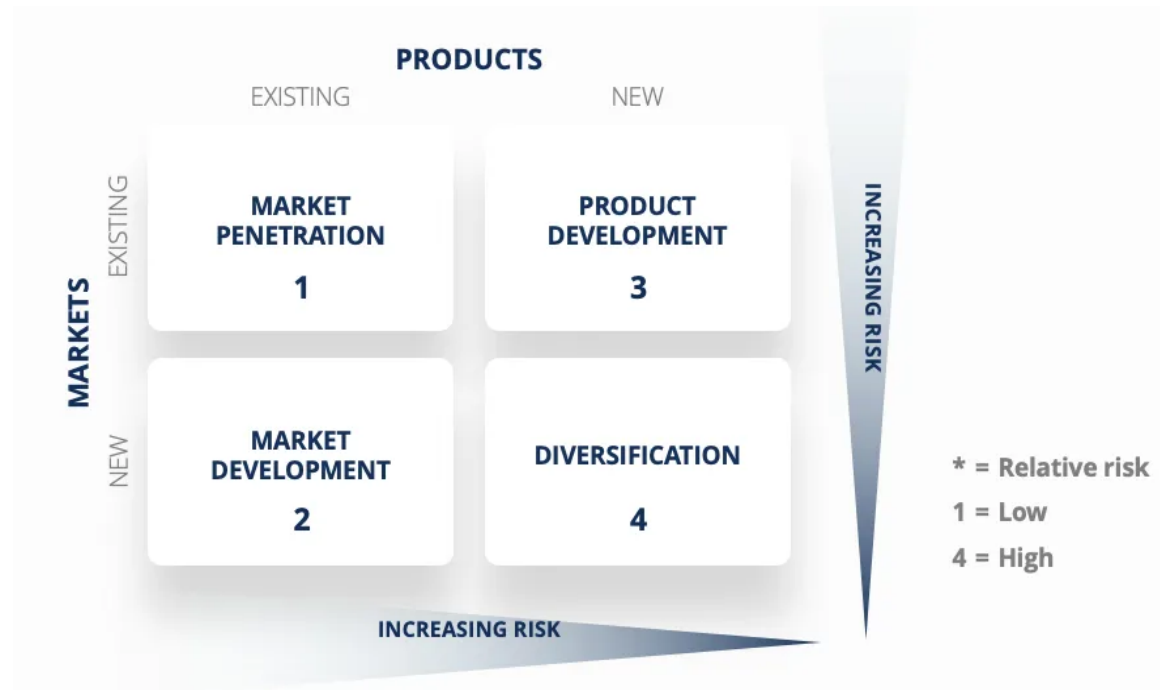 PRODUCTS
EXISTING
NEW
MARKETS
EXISTING
MARKET
PENETRATION
1
PRODUCT
DEVELOPMENT
3
NEW
MARKET
DEVELOPMENT
2
DIVERSIFICATION
4
INCREASING RISK
INCREASING RISK
* = Relative risk
1 = Low
4 = High